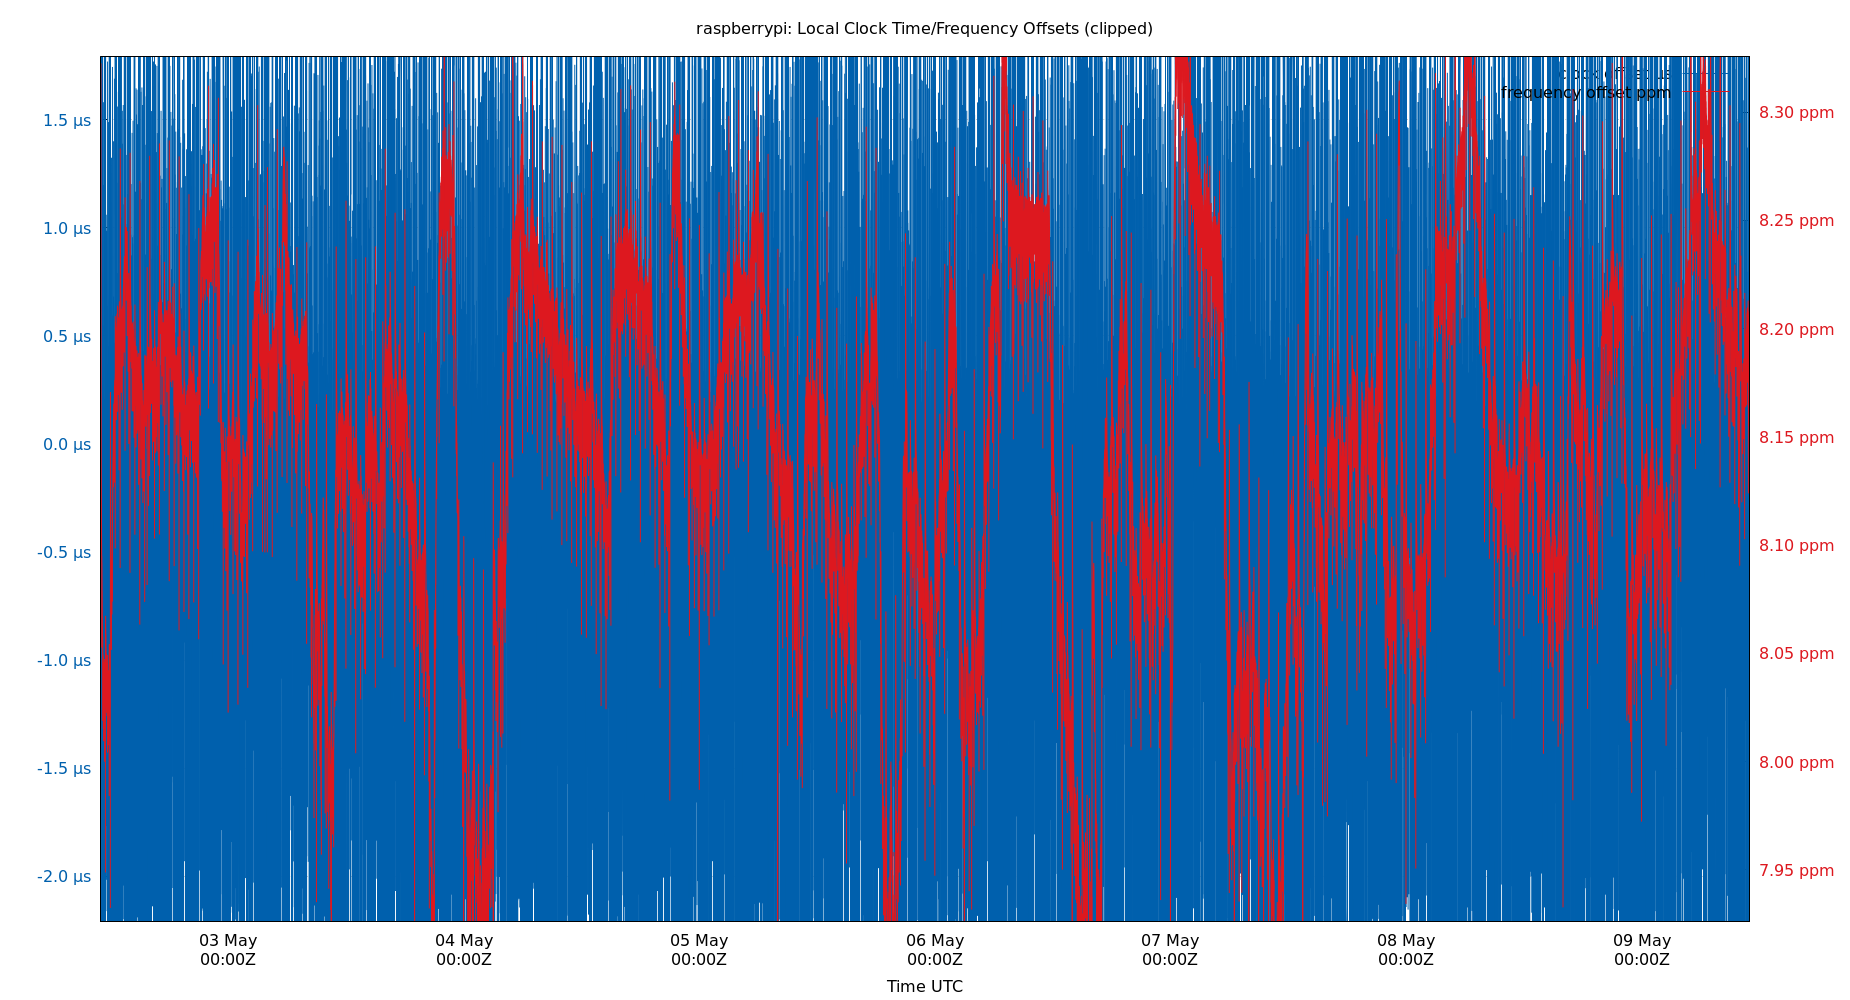 raspberrypi: Local Clock Time/Frequency Offsets (clipped)
clock offset us
frequency offset ppm
1.5 µs
1.0 µs
0.5 µs
0.0 µs
-0.5 µs
-1.0 µs
-1.5 µs
-2.0 µs
8.30 ppm
8.25 ppm
8.20 ppm
8.15 ppm
8.10 ppm
8.05 ppm
8.00 ppm
7.95 ppm
03 May
00:00Z
04 May
00:00Z
05 May
00:00Z
06 May
00:00Z
07 May
00:00Z
08 May
00:00Z
09 May
00:00Z
Time UTC